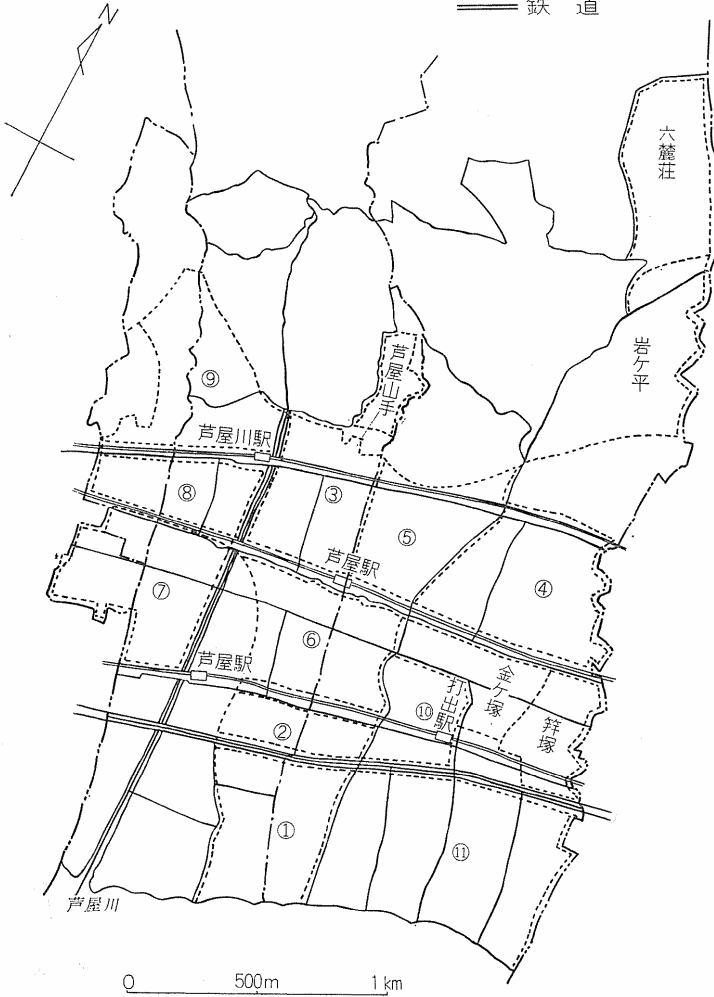 鉄 道
N
六麓荘
岩ケ平
芦屋山手
⑨
芦屋川駅
⑧
③
⑤
芦屋駅
④
⑦
⑥
芦屋駅
金ケ塚
打出駅
⑩
笄塚
②
①
⑪
芦屋川
0 500m 1km